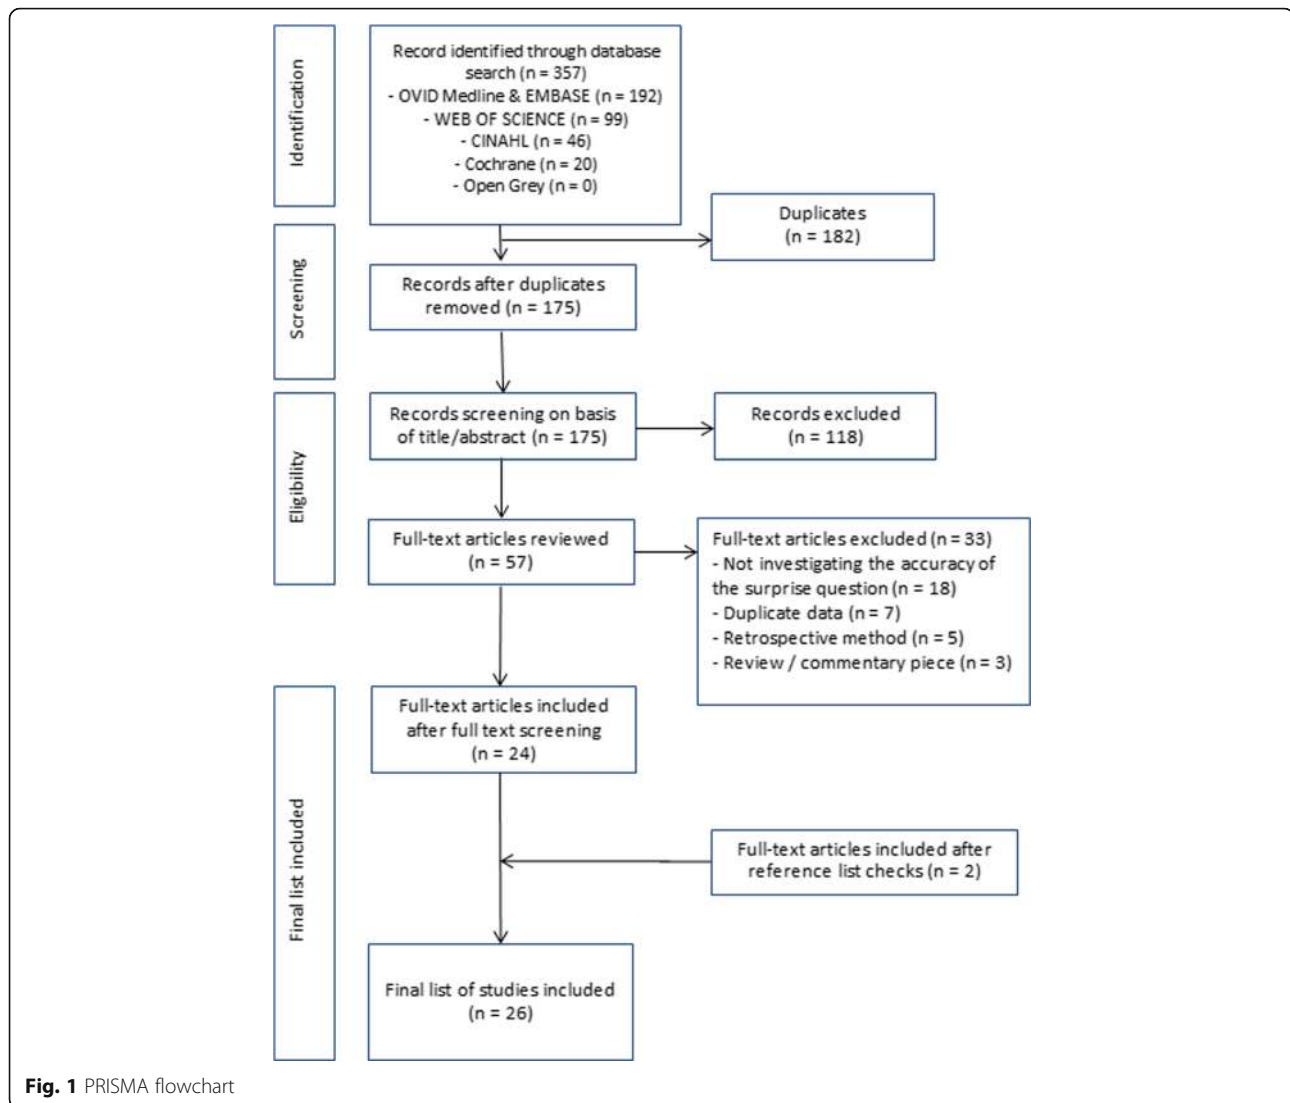 Identification
Record identified through database
search (n = 357)
- OVID Medline & EMBASE (n = 192)
- WEB OF SCIENCE (n = 99)
- CINAHL (n = 46)
- Cochrane (n = 20)
- Open Grey (n = 0)
Duplicates
(n = 182)
Screening
Records after duplicates
removed (n = 175)
Eligibility
Records screening on basis
of title/abstract (n = 175)
Records excluded
(n = 118)
Full-text articles reviewed
(n = 57)
Full-text articles excluded (n = 33)
- Not investigating the accuracy of
the surprise question (n = 18)
- Duplicate data (n = 7)
- Retrospective method (n = 5)
- Review / commentary piece (n = 3)
Final list included
Full-text articles included
after full text screening
(n = 24)
Full-text articles included after
reference list checks (n = 2)
Final list of studies included
(n = 26)
Fig. 1 PRISMA flowchart